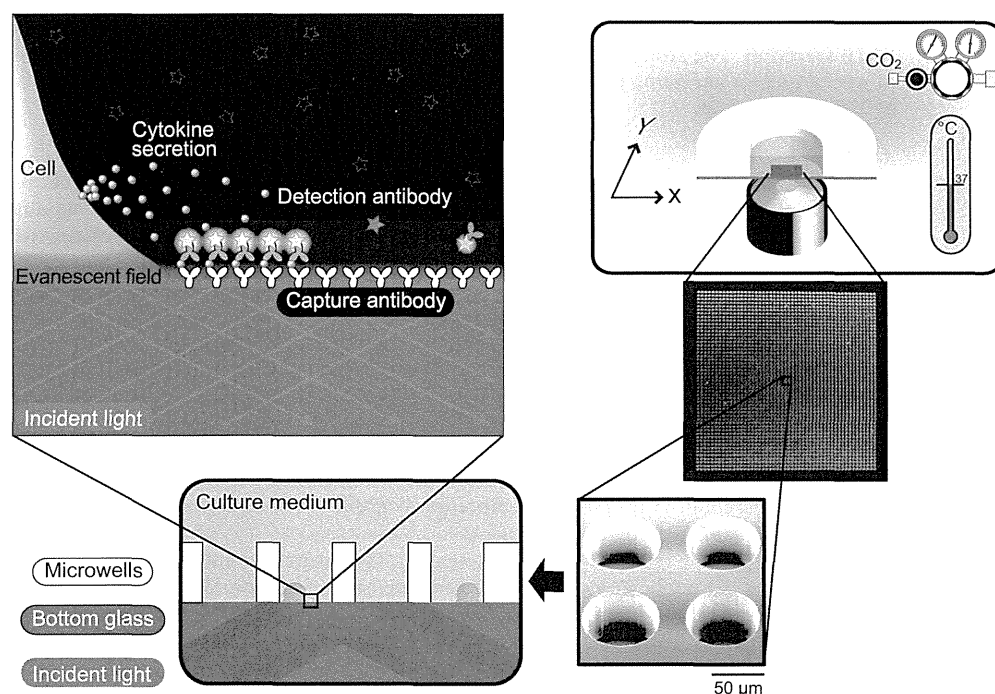 Cytokine
secretion
Cell
Detection antibody
Evanescent field
Capture antibody
Incident light
CO₂
°C
37
Y
X
Culture medium
Microwells
Bottom glass
Incident light
50 μm